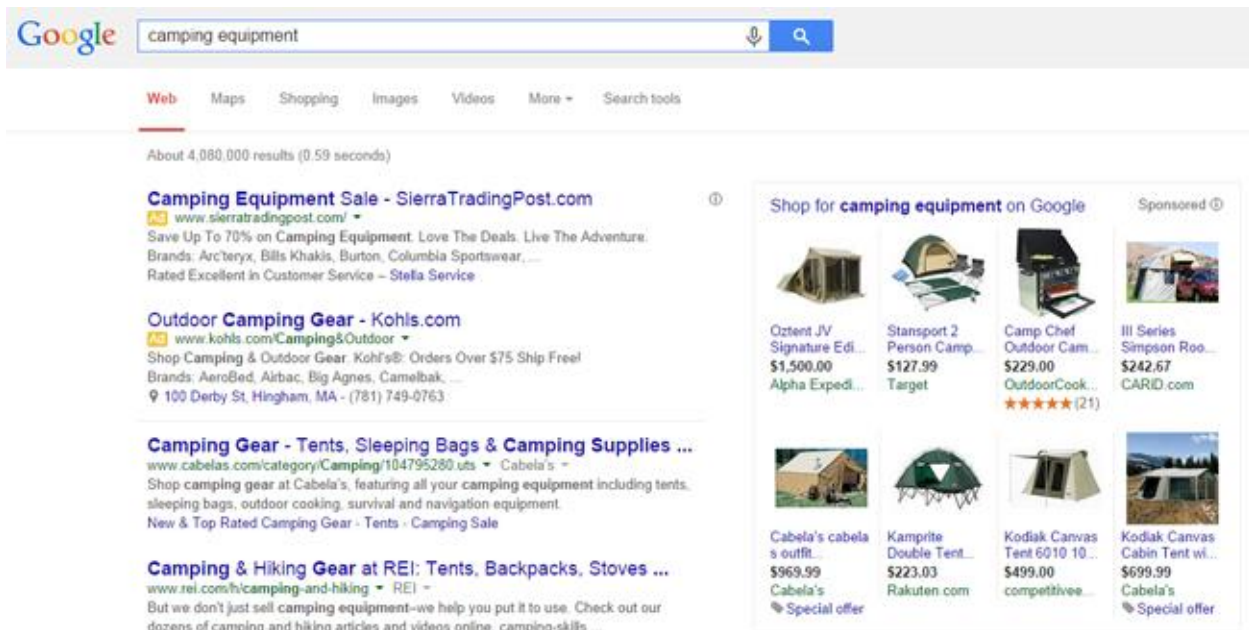 Google
camping equipment
Web Maps Shopping Images Videos More Search tools
About 4,080,000 results (0.59 seconds)
Camping Equipment Sale - SierraTradingPost.com
Ad www.sierratradingpost.com/
Save Up To 70% on Camping Equipment. Love The Deals. Live The Adventure.
Brands: Arc'teryx, Bills Khakis, Burton, Columbia Sportswear, ...
Rated Excellent in Customer Service – Stella Service
Outdoor Camping Gear - Kohls.com
Ad www.kohls.com/Camping&Outdoor
Shop Camping & Outdoor Gear. Kohl's®: Orders Over $75 Ship Free!
Brands: AeroBed, Airbac, Big Agnes, Camelbak, ...
100 Derby St, Hingham, MA - (781) 749-0763
Camping Gear - Tents, Sleeping Bags & Camping Supplies ...
www.cabelas.com/category/Camping/104795280.uts Cabela's
Shop camping gear at Cabela's, featuring all your camping equipment including tents,
sleeping bags, outdoor cooking, survival and navigation equipment.
New & Top Rated Camping Gear - Tents - Camping Sale
Camping & Hiking Gear at REI: Tents, Backpacks, Stoves ...
www.rei.com/h/camping-and-hiking REI
But we don't just sell camping equipment–we help you put it to use. Check out our
dozens of camping and hiking articles and videos online, camping-skills ...
Shop for camping equipment on Google Sponsored
Oztent JV
Signature Edi...
$1,500.00
Alpha Expedi...
Stansport 2
Person Camp...
$127.99
Target
Camp Chef
Outdoor Cam...
$229.00
OutdoorCook...
(21)
III Series
Simpson Roo...
$242.67
CARiD.com
Cabela's cabela
s outfit...
$969.99
Cabela's
Special offer
Kamprite
Double Tent...
$223.03
Rakuten.com
Kodiak Canvas
Tent 6010 10...
$499.00
competitivee...
Kodiak Canvas
Cabin Tent wi...
$699.99
Cabela's
Special offer